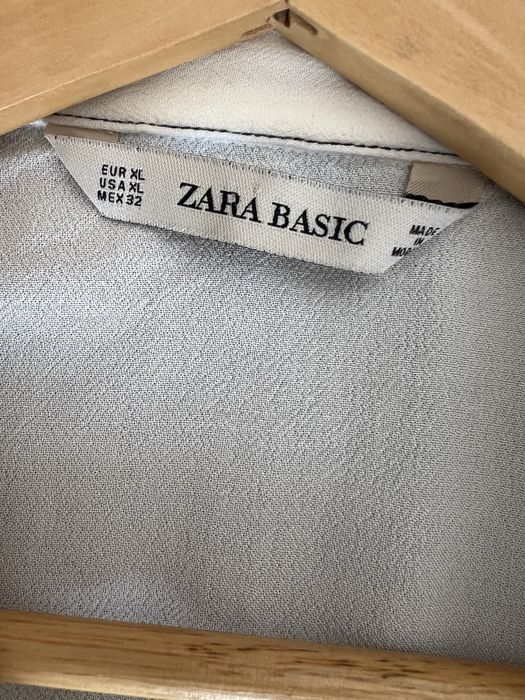 EUR XL
USA XL
MEX 32
ZARA BASIC
MADE
IN